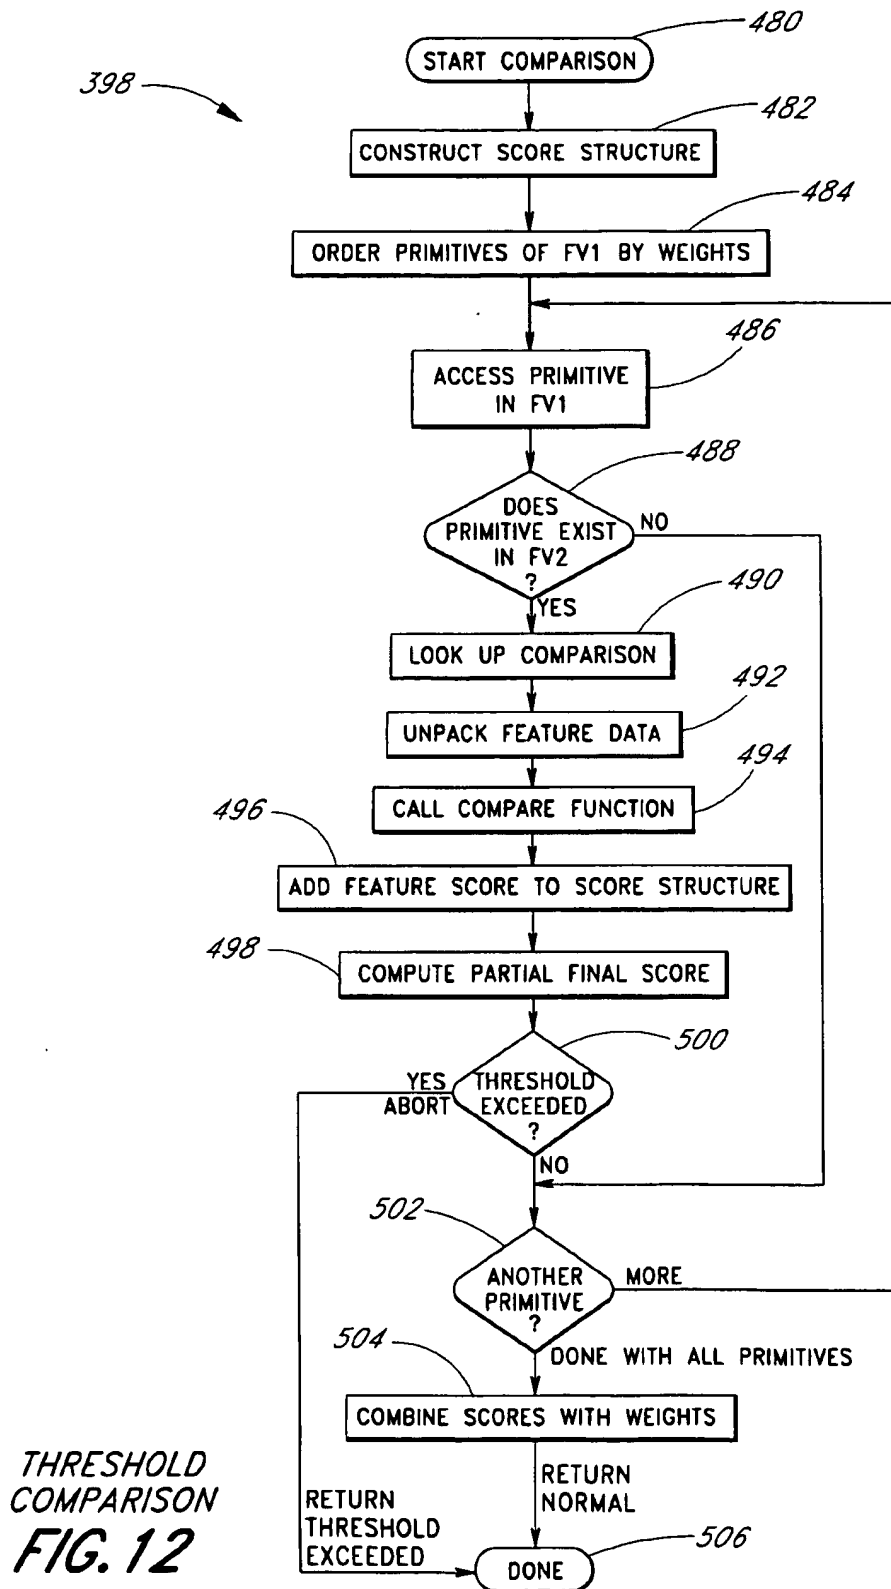 480
START COMPARISON
398
482
CONSTRUCT SCORE STRUCTURE
484
ORDER PRIMITIVES OF FV1 BY WEIGHTS
486
ACCESS PRIMITIVE
IN FV1
488
DOES
PRIMITIVE EXIST
IN FV2
?
NO
YES
490
LOOK UP COMPARISON
492
UNPACK FEATURE DATA
494
CALL COMPARE FUNCTION
496
ADD FEATURE SCORE TO SCORE STRUCTURE
498
COMPUTE PARTIAL FINAL SCORE
500
YES
ABORT
THRESHOLD
EXCEEDED
?
NO
502
ANOTHER
PRIMITIVE
?
MORE
DONE WITH ALL PRIMITIVES
504
COMBINE SCORES WITH WEIGHTS
RETURN
NORMAL
RETURN
THRESHOLD
EXCEEDED
506
DONE
THRESHOLD
COMPARISON
FIG. 12